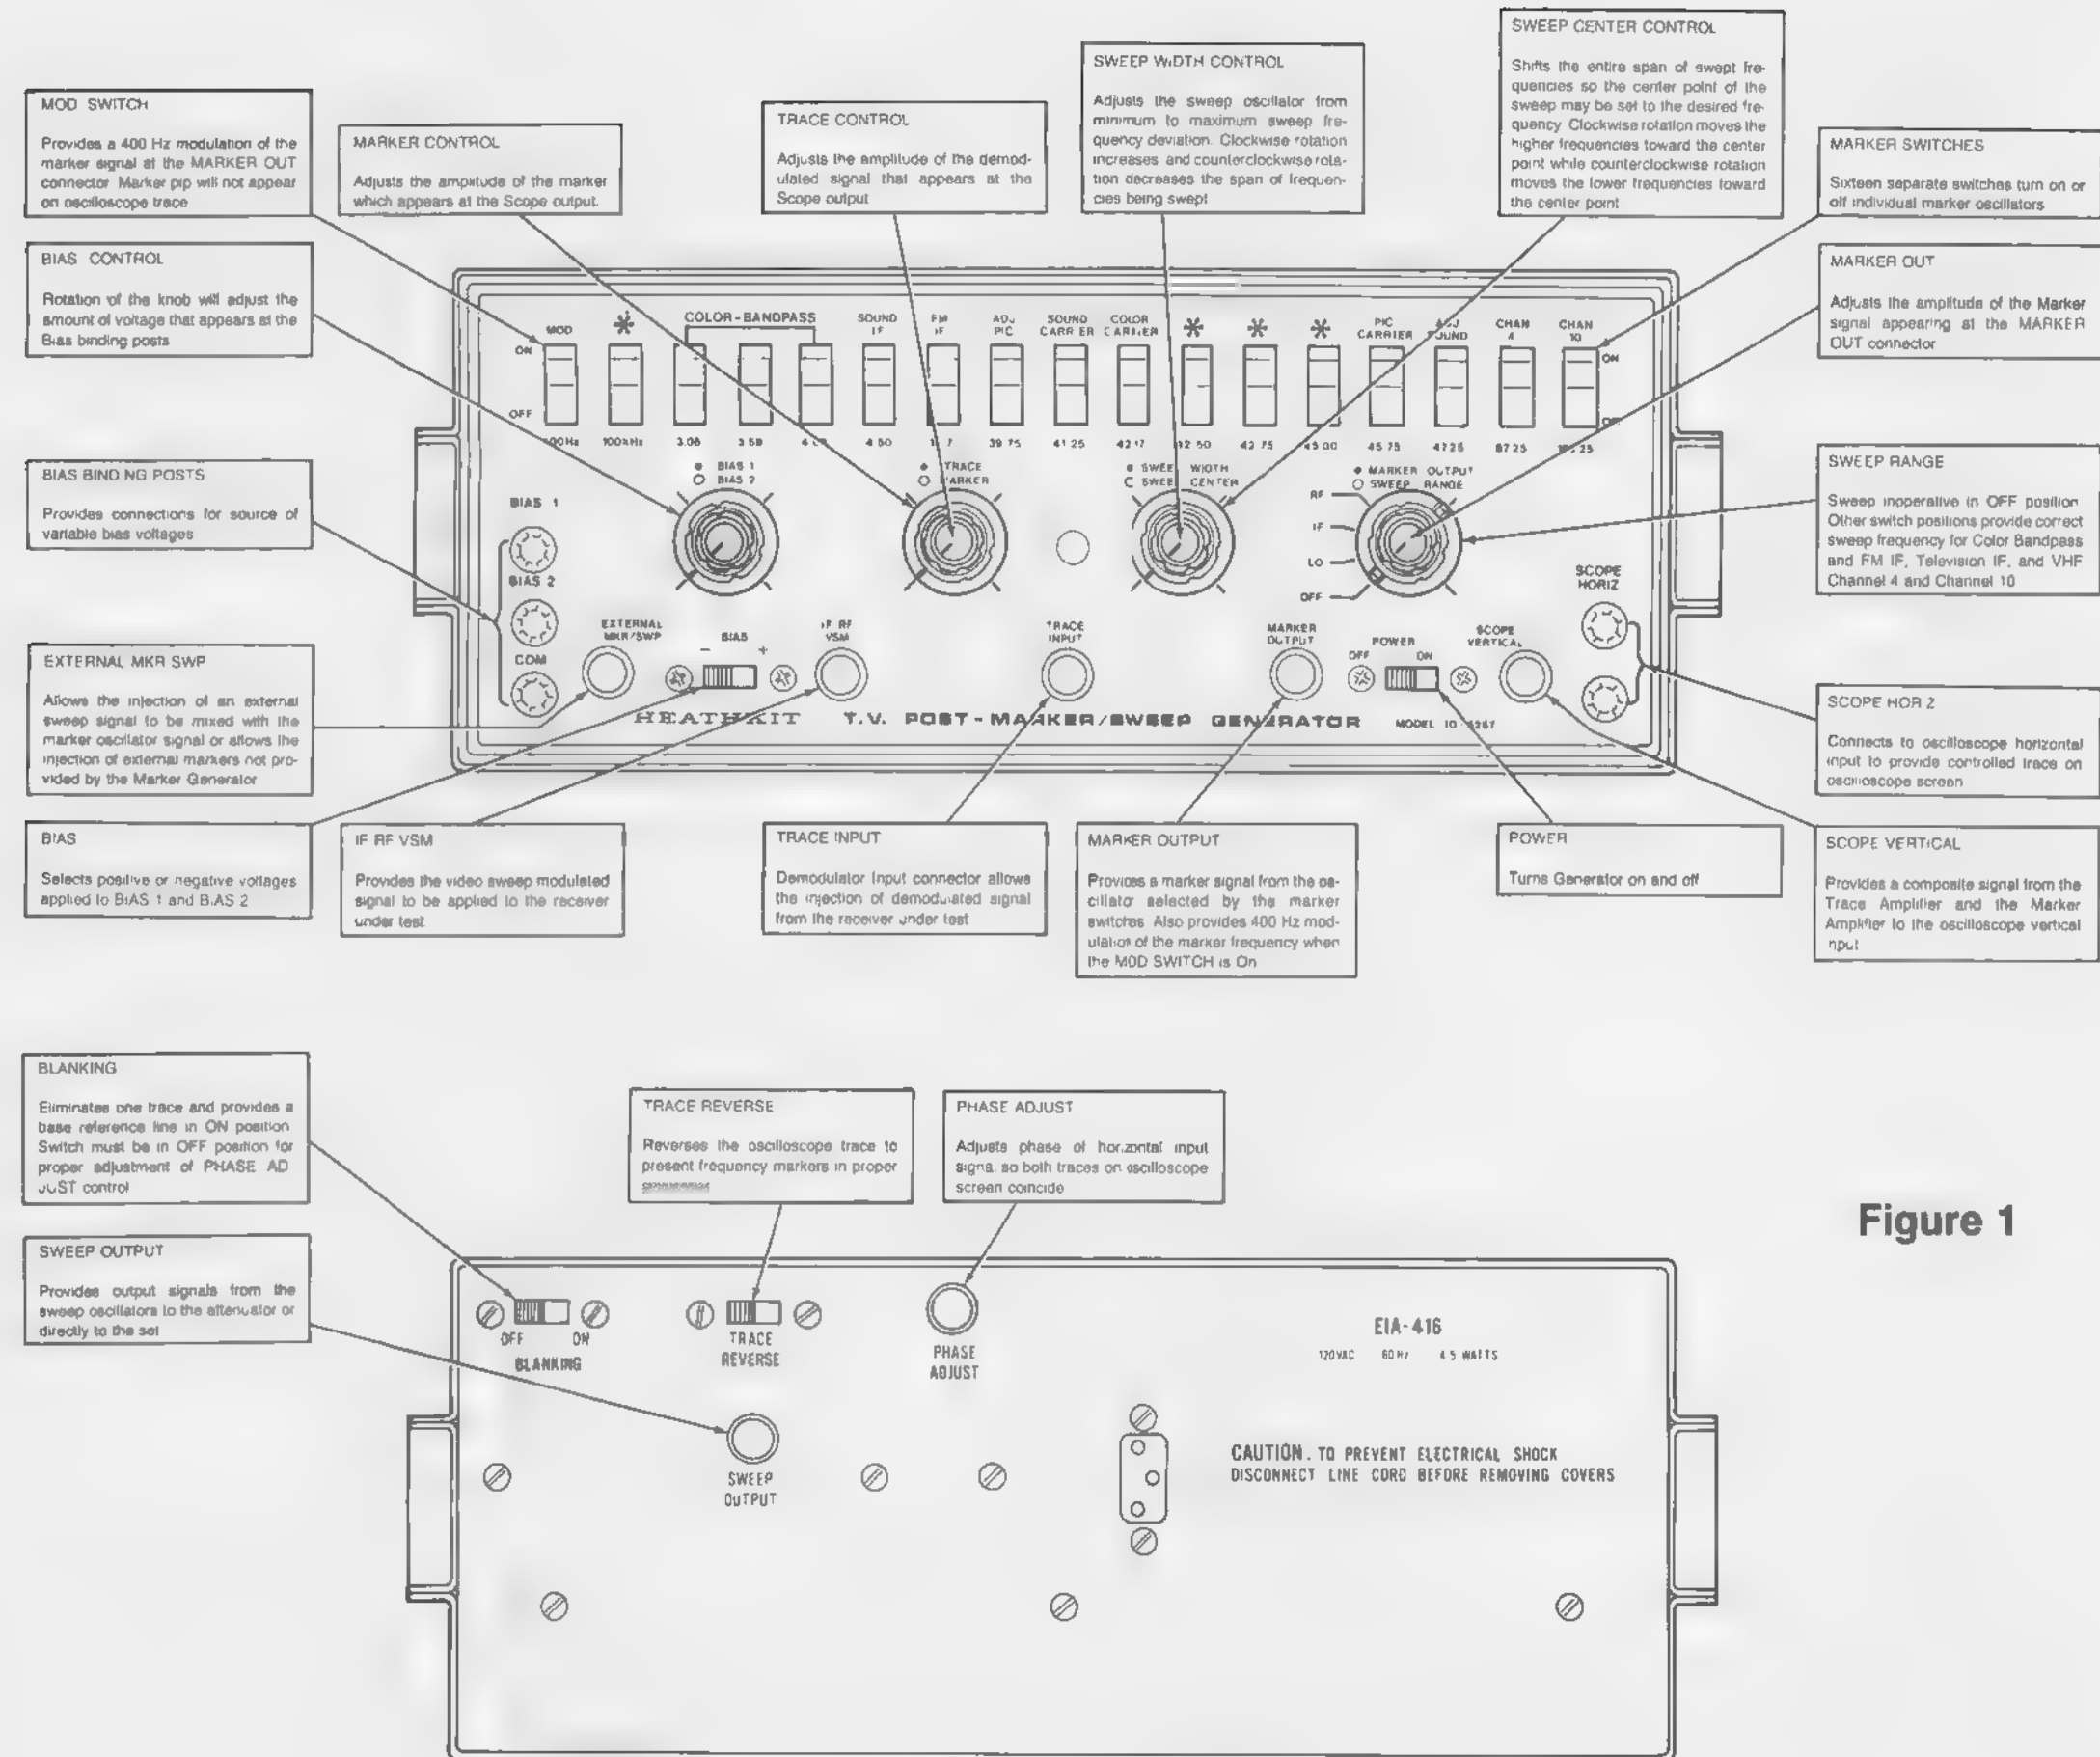 MOD SWITCH
Provides a 400 Hz modulation of the
marker signal at the MARKER OUT
connector Marker pip will not appear
on oscilloscope trace
MARKER CONTROL
Adjusts the amplitude of the marker
which appears at the Scope output.
TRACE CONTROL
Adjusts the amplitude of the demod-
ulated signal that appears at the
Scope output
SWEEP WIDTH CONTROL
Adjusts the sweep oscillator from
minimum to maximum sweep fre-
quency deviation. Clockwise rotation
increases and counterclockwise rota-
tion decreases the span of frequen-
cies being swept
SWEEP CENTER CONTROL
Shifts the entire span of swept fre-
quencies so the center point of the
sweep may be set to the desired fre-
quency Clockwise rotation moves the
higher frequencies toward the center
point while counterclockwise rotation
moves the lower frequencies toward
the center point
MARKER SWITCHES
Sixteen separate switches turn on or
off individual marker oscillators
BIAS CONTROL
Rotation of the knob will adjust the
amount of voltage that appears at the
Bias binding posts
MARKER OUT
Adjusts the amplitude of the Marker
signal appearing at the MARKER
OUT connector
BIAS BIND NG POSTS
Provides connections for source of
variable bias voltages
SWEEP RANGE
Sweep inoperative in OFF position
Other switch positions provide correct
sweep frequency for Color Bandpass
and FM IF, Television IF, and VHF
Channel 4 and Channel 10
EXTERNAL MKR SWP
Allows the injection of an external
sweep signal to be mixed with the
marker oscillator signal or allows the
injection of external markers not pro-
vided by the Marker Generator
SCOPE HOR Z
Connects to oscilloscope horizontal
input to provide controlled trace on
oscilloscope screen
MOD * COLOR-BANDPASS SOUND IF FM IF ADJ PIC SOUND CARR ER COLOR CARRIER * * * PIC CARRIER CHAN 4 CHAN 10
ON ON
OFF
100KHz 3.08 3 58 4 50 39 75 41 25 42 17 42 50 42 75 45 00 45 75 47 25 67 25
BIAS 1
BIAS 2
TRACE
MARKER
SWEEP WIDTH
SWEEP CENTER
MARKER OUTPUT
SWEEP RANGE
RF
IF
LO
OFF
BIAS 1
BIAS 2
COM
SCOPE
HORIZ
EXTERNAL
MKR/SWP
BIAS
- +
IF RF
VSM
TRACE
INPUT
MARKER
OUTPUT
POWER
OFF ON
SCOPE
VERTICAL
HEATHKIT T.V. POST-MARKER/SWEEP GENERATOR MODEL
BIAS
Selects positive or negative voltages
applied to BIAS 1 and BIAS 2
IF RF VSM
Provides the video sweep modulated
signal to be applied to the receiver
under test
TRACE INPUT
Demodulator Input connector allows
the injection of demodulated signal
from the receiver under test
MARKER OUTPUT
Provides a marker signal from the os-
cillator selected by the marker
switches. Also provides 400 Hz mod-
ulation of the marker frequency when
the MOD SWITCH is On
POWER
Turns Generator on and off
SCOPE VERTICAL
Provides a composite signal from the
Trace Amplifier and the Marker
Amplifier to the oscilloscope vertical
nput
BLANKING
Eliminates one trace and provides a
base reference line in ON position
Switch must be in OFF position for
proper adjustment of PHASE AD
JUST control
TRACE REVERSE
Reverses the oscilloscope trace to
present frequency markers in proper
PHASE ADJUST
Adjusts phase of horizontal input
signal so both traces on oscilloscope
screen coincide
Figure 1
SWEEP OUTPUT
Provides output signals from the
sweep oscillators to the attenuator or
directly to the set
OFF ON
BLANKING
TRACE
REVERSE
PHASE
ADJUST
SWEEP
OUTPUT
EIA-416
120VAC 60Hz 4.5 WATTS
CAUTION. TO PREVENT ELECTRICAL SHOCK
DISCONNECT LINE CORD BEFORE REMOVING COVERS